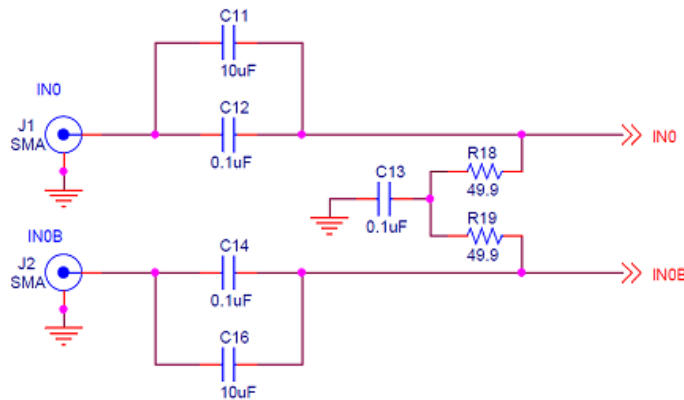 C11
10uF
IN0
C12
J1
SMA
0.1uF
IN0
R18
49.9
C13
0.1uF
R19
49.9
IN0B
C14
J2
SMA
0.1uF
IN0B
C16
10uF